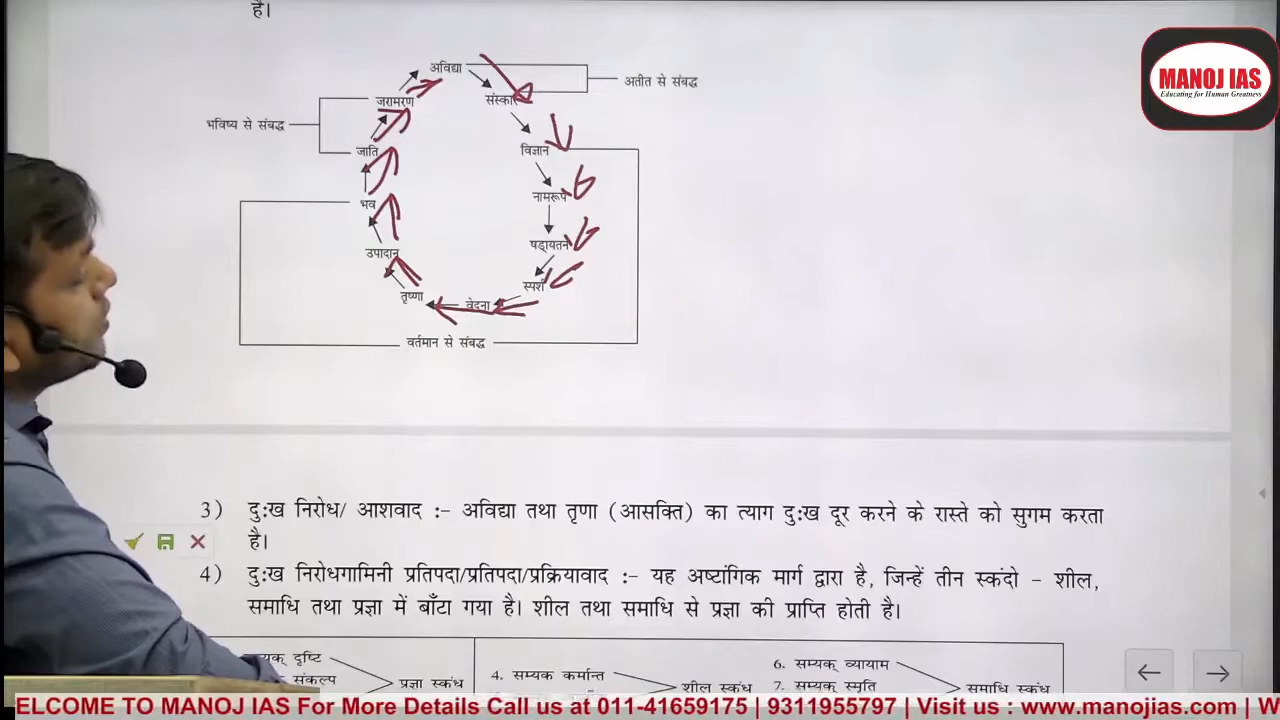 है।
MANOJ IAS
Educating for Human Greatness
अविद्या
संस्कार
अतीत से संबद्ध
जरामरण
भविष्य से संबद्ध
जाति
विज्ञान
नामरूप
भव
षडा़यतन
उपादान
स्पर्श
तृष्णा
वेदना
वर्तमान से संबद्ध
3) दुःख निरोध/ आशवाद :- अविद्या तथा तृणा (आसक्ति) का त्याग दुःख दूर करने के रास्ते को सुगम करता
है।
4) दुःख निरोधगामिनी प्रतिपदा/प्रतिपदा/प्रक्रियावाद :- यह अष्टांगिक मार्ग द्वारा है, जिन्हें तीन स्कंदो - शील,
समाधि तथा प्रज्ञा में बाँटा गया है। शील तथा समाधि से प्रज्ञा की प्राप्ति होती है।
यक् दृष्टि
संकल्प
प्रज्ञा स्कंध
4. सम्यक कर्मान्त
शील स्कंध
6. सम्यक् व्यायाम
7. सम्यक् स्मृति
समाधि स्कंध
ELCOME TO MANOJ IAS For More Details Call us at 011-41659175 | 9311955797 | Visit us : www.manojias.com | W